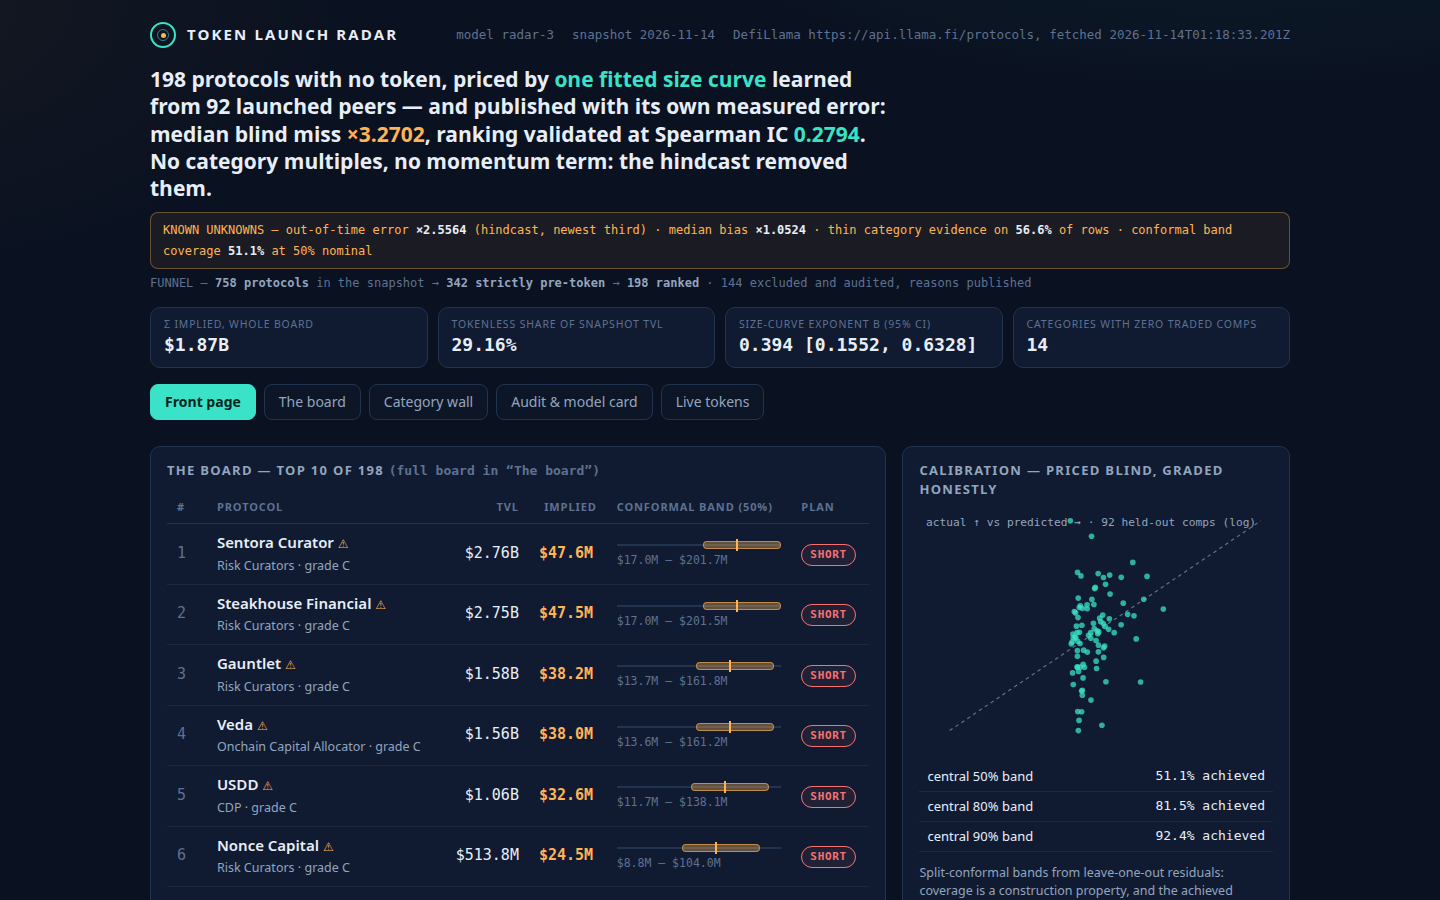 TOKEN LAUNCH RADAR
model radar-3 snapshot 2026-11-14 DefiLlama https://api.llama.fi/protocols, fetched 2026-11-14T01:18:33.201Z
198 protocols with no token, priced by one fitted size curve learned
from 92 launched peers — and published with its own measured error:
median blind miss ×3.2702, ranking validated at Spearman IC 0.2794.
No category multiples, no momentum term: the hindcast removed
them.
KNOWN UNKNOWNS — out-of-time error ×2.5564 (hindcast, newest third) · median bias ×1.0524 · thin category evidence on 56.6% of rows · conformal band
coverage 51.1% at 50% nominal
FUNNEL — 758 protocols in the snapshot → 342 strictly pre-token → 198 ranked · 144 excluded and audited, reasons published
Σ IMPLIED, WHOLE BOARD
$1.87B
TOKENLESS SHARE OF SNAPSHOT TVL
29.16%
SIZE-CURVE EXPONENT B (95% CI)
0.394 [0.1552, 0.6328]
CATEGORIES WITH ZERO TRADED COMPS
14
Front page
The board
Category wall
Audit & model card
Live tokens
THE BOARD — TOP 10 OF 198 (full board in “The board”)
# PROTOCOL TVL IMPLIED CONFORMAL BAND (50%) PLAN
1 Sentora Curator ⚠ $2.76B $47.6M SHORT
Risk Curators · grade C $17.0M — $201.7M
2 Steakhouse Financial ⚠ $2.75B $47.5M SHORT
Risk Curators · grade C $17.0M — $201.5M
3 Gauntlet ⚠ $1.58B $38.2M SHORT
Risk Curators · grade C $13.7M — $161.8M
4 Veda ⚠ $1.56B $38.0M SHORT
Onchain Capital Allocator · grade C $13.6M — $161.2M
5 USDD ⚠ $1.06B $32.6M SHORT
CDP · grade C $11.7M — $138.1M
6 Nonce Capital ⚠ $513.8M $24.5M SHORT
Risk Curators · grade C $8.8M — $104.0M
CALIBRATION — PRICED BLIND, GRADED
HONESTLY
actual ↑ vs predicted → · 92 held-out comps (log)
central 50% band 51.1% achieved
central 80% band 81.5% achieved
central 90% band 92.4% achieved
Split-conformal bands from leave-one-out residuals:
coverage is a construction property, and the achieved